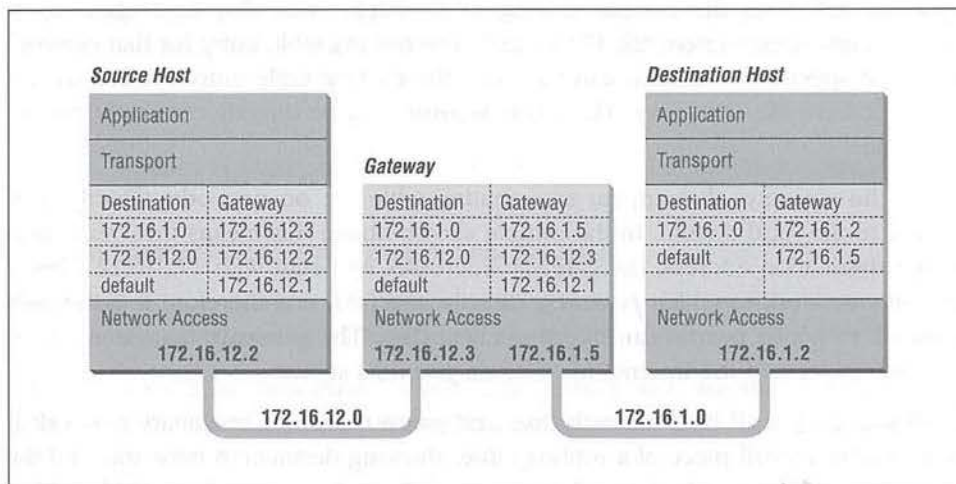 Source Host
Application
Transport
Destination Gateway
172.16.1.0 172.16.12.3
172.16.12.0 172.16.12.2
default 172.16.12.1
Network Access
172.16.12.2
Gateway
Destination Gateway
172.16.1.0 172.16.1.5
172.16.12.0 172.16.12.3
default 172.16.12.1
Network Access
172.16.12.3 172.16.1.5
Destination Host
Application
Transport
Destination Gateway
172.16.1.0 172.16.1.2
default 172.16.1.5
Network Access
172.16.1.2
172.16.12.0
172.16.1.0